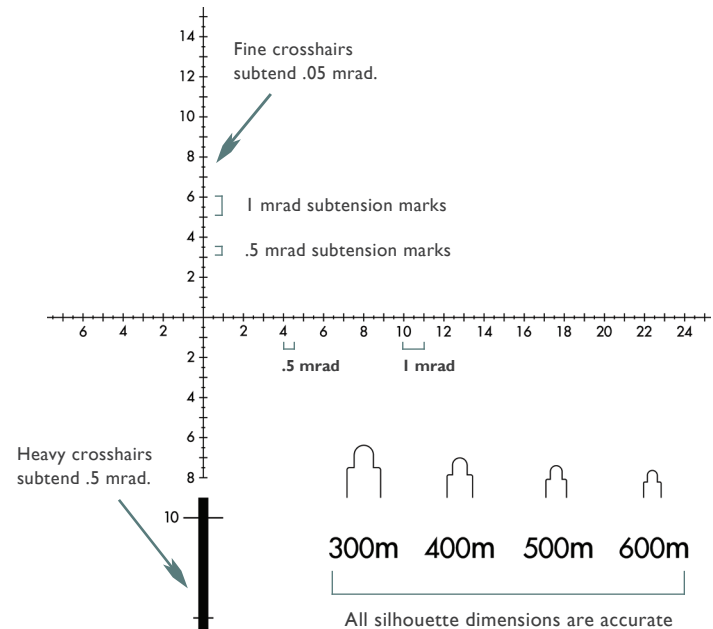 14
Fine crosshairs
subtend .05 mrad.
12
10
8
6
1 mrad subtension marks
4
.5 mrad subtension marks
2
6 4 2 2 4 6 8 10 12 14 16 18 20 22 24
2
.5 mrad 1 mrad
4
6
Heavy crosshairs
subtend .5 mrad.
8
10
300m 400m 500m 600m
All silhouette dimensions are accurate